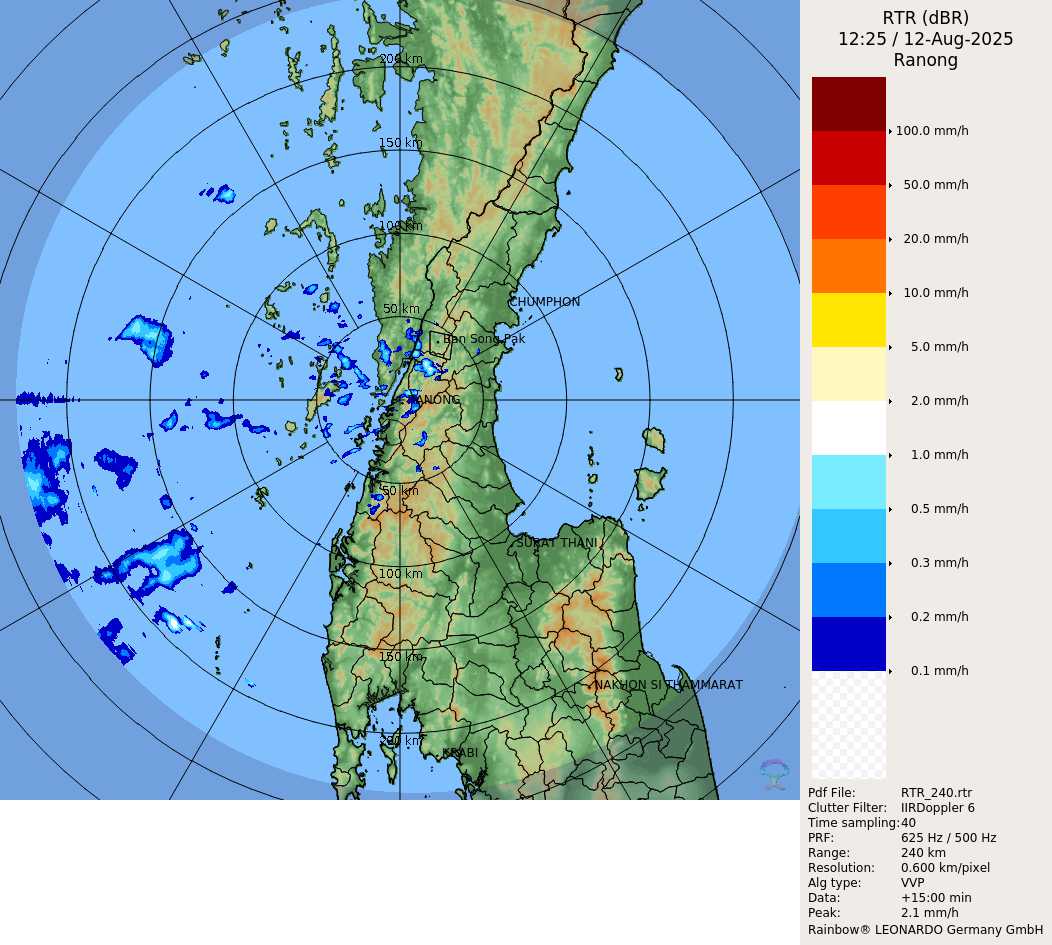 RTR (dBR)
12:25 / 12-Aug-2025
Ranong
200 km
150 km
100 km
50 km
CHUMPHON
Ban Song Pak
RANONG
50 km
SURAT THANI
100 km
150 km
NAKHON SI THAMMARAT
200 km
KRABI
100.0 mm/h
50.0 mm/h
20.0 mm/h
10.0 mm/h
5.0 mm/h
2.0 mm/h
1.0 mm/h
0.5 mm/h
0.3 mm/h
0.2 mm/h
0.1 mm/h
Pdf File: RTR_240.rtr
Clutter Filter: IIRDoppler 6
Time sampling:40
PRF: 625 Hz / 500 Hz
Range: 240 km
Resolution: 0.600 km/pixel
Alg type: VVP
Data: +15:00 min
Peak: 2.1 mm/h
Rainbow® LEONARDO Germany GmbH